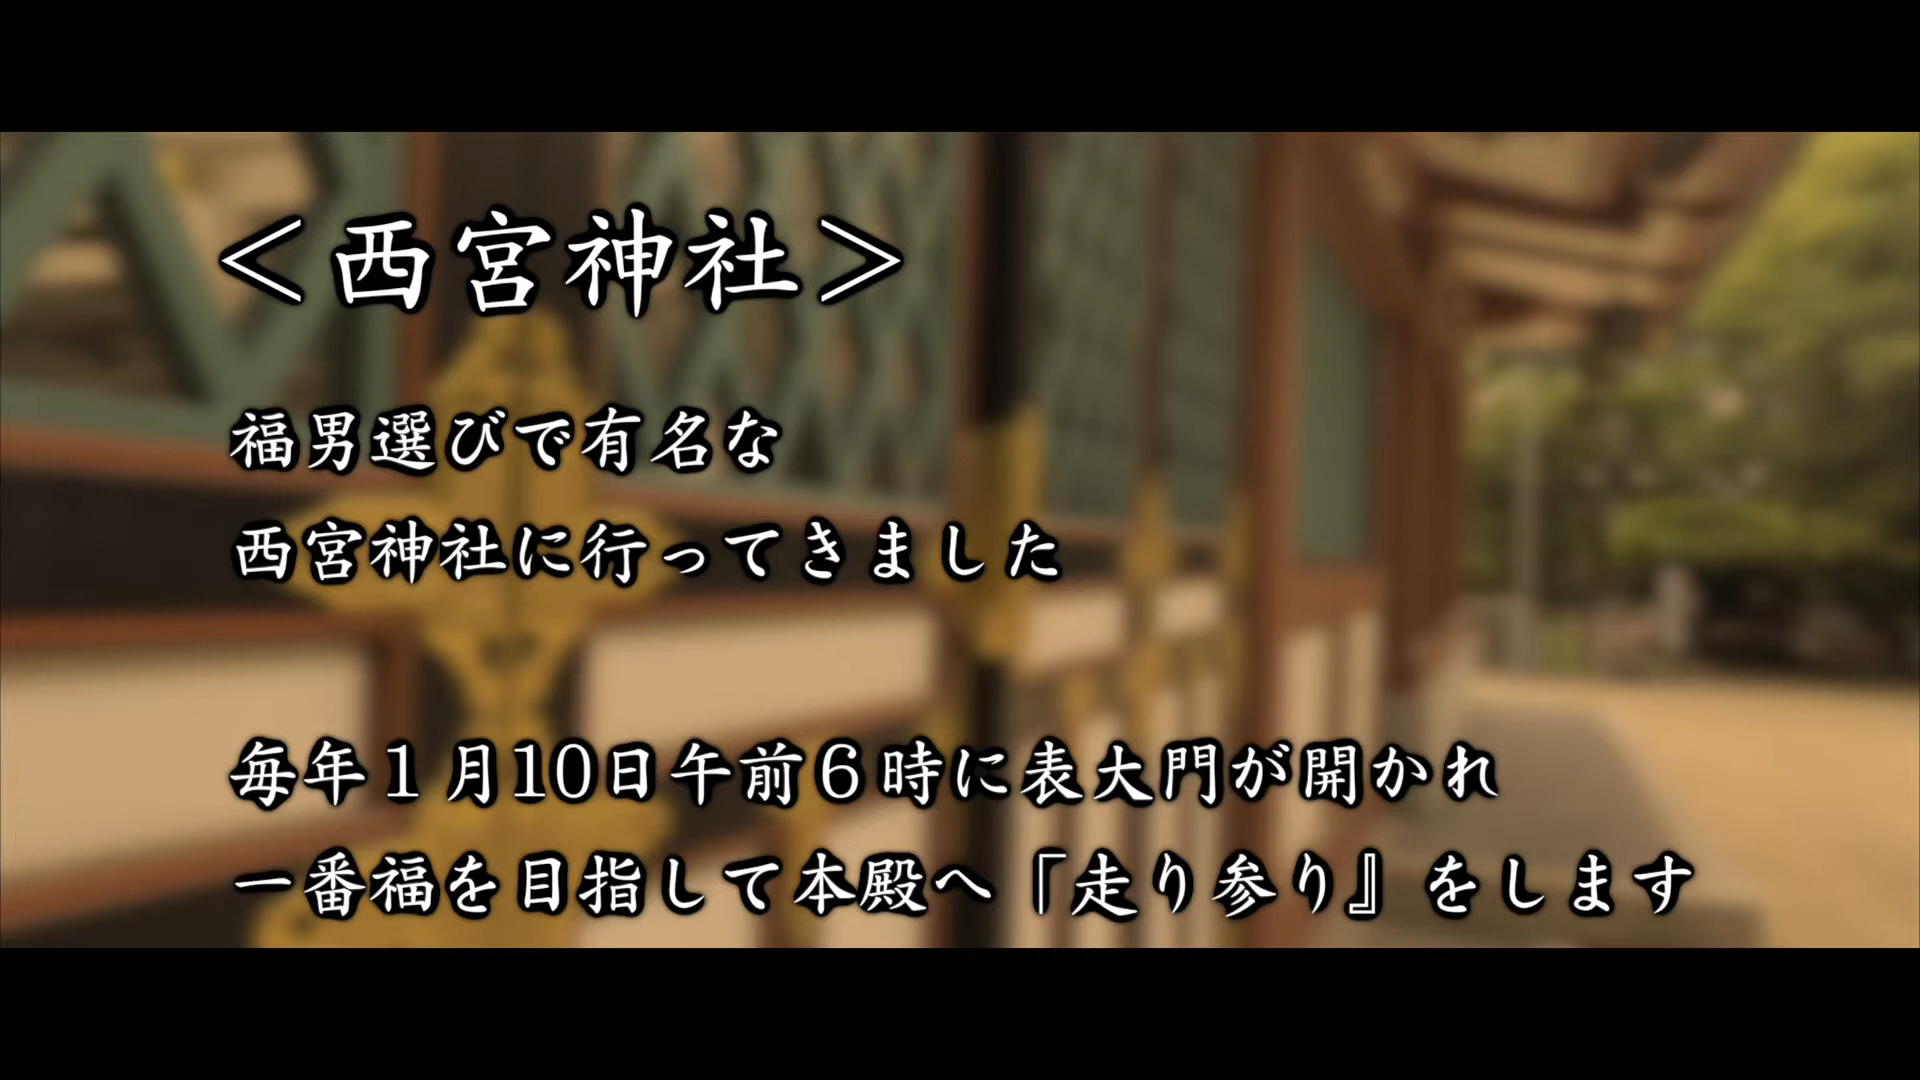 ＜西宮神社＞
福男選びで有名な
西宮神社に行ってきました
毎年１月10日午前６時に表大門が開かれ
一番福を目指して本殿へ『走り参り』をします